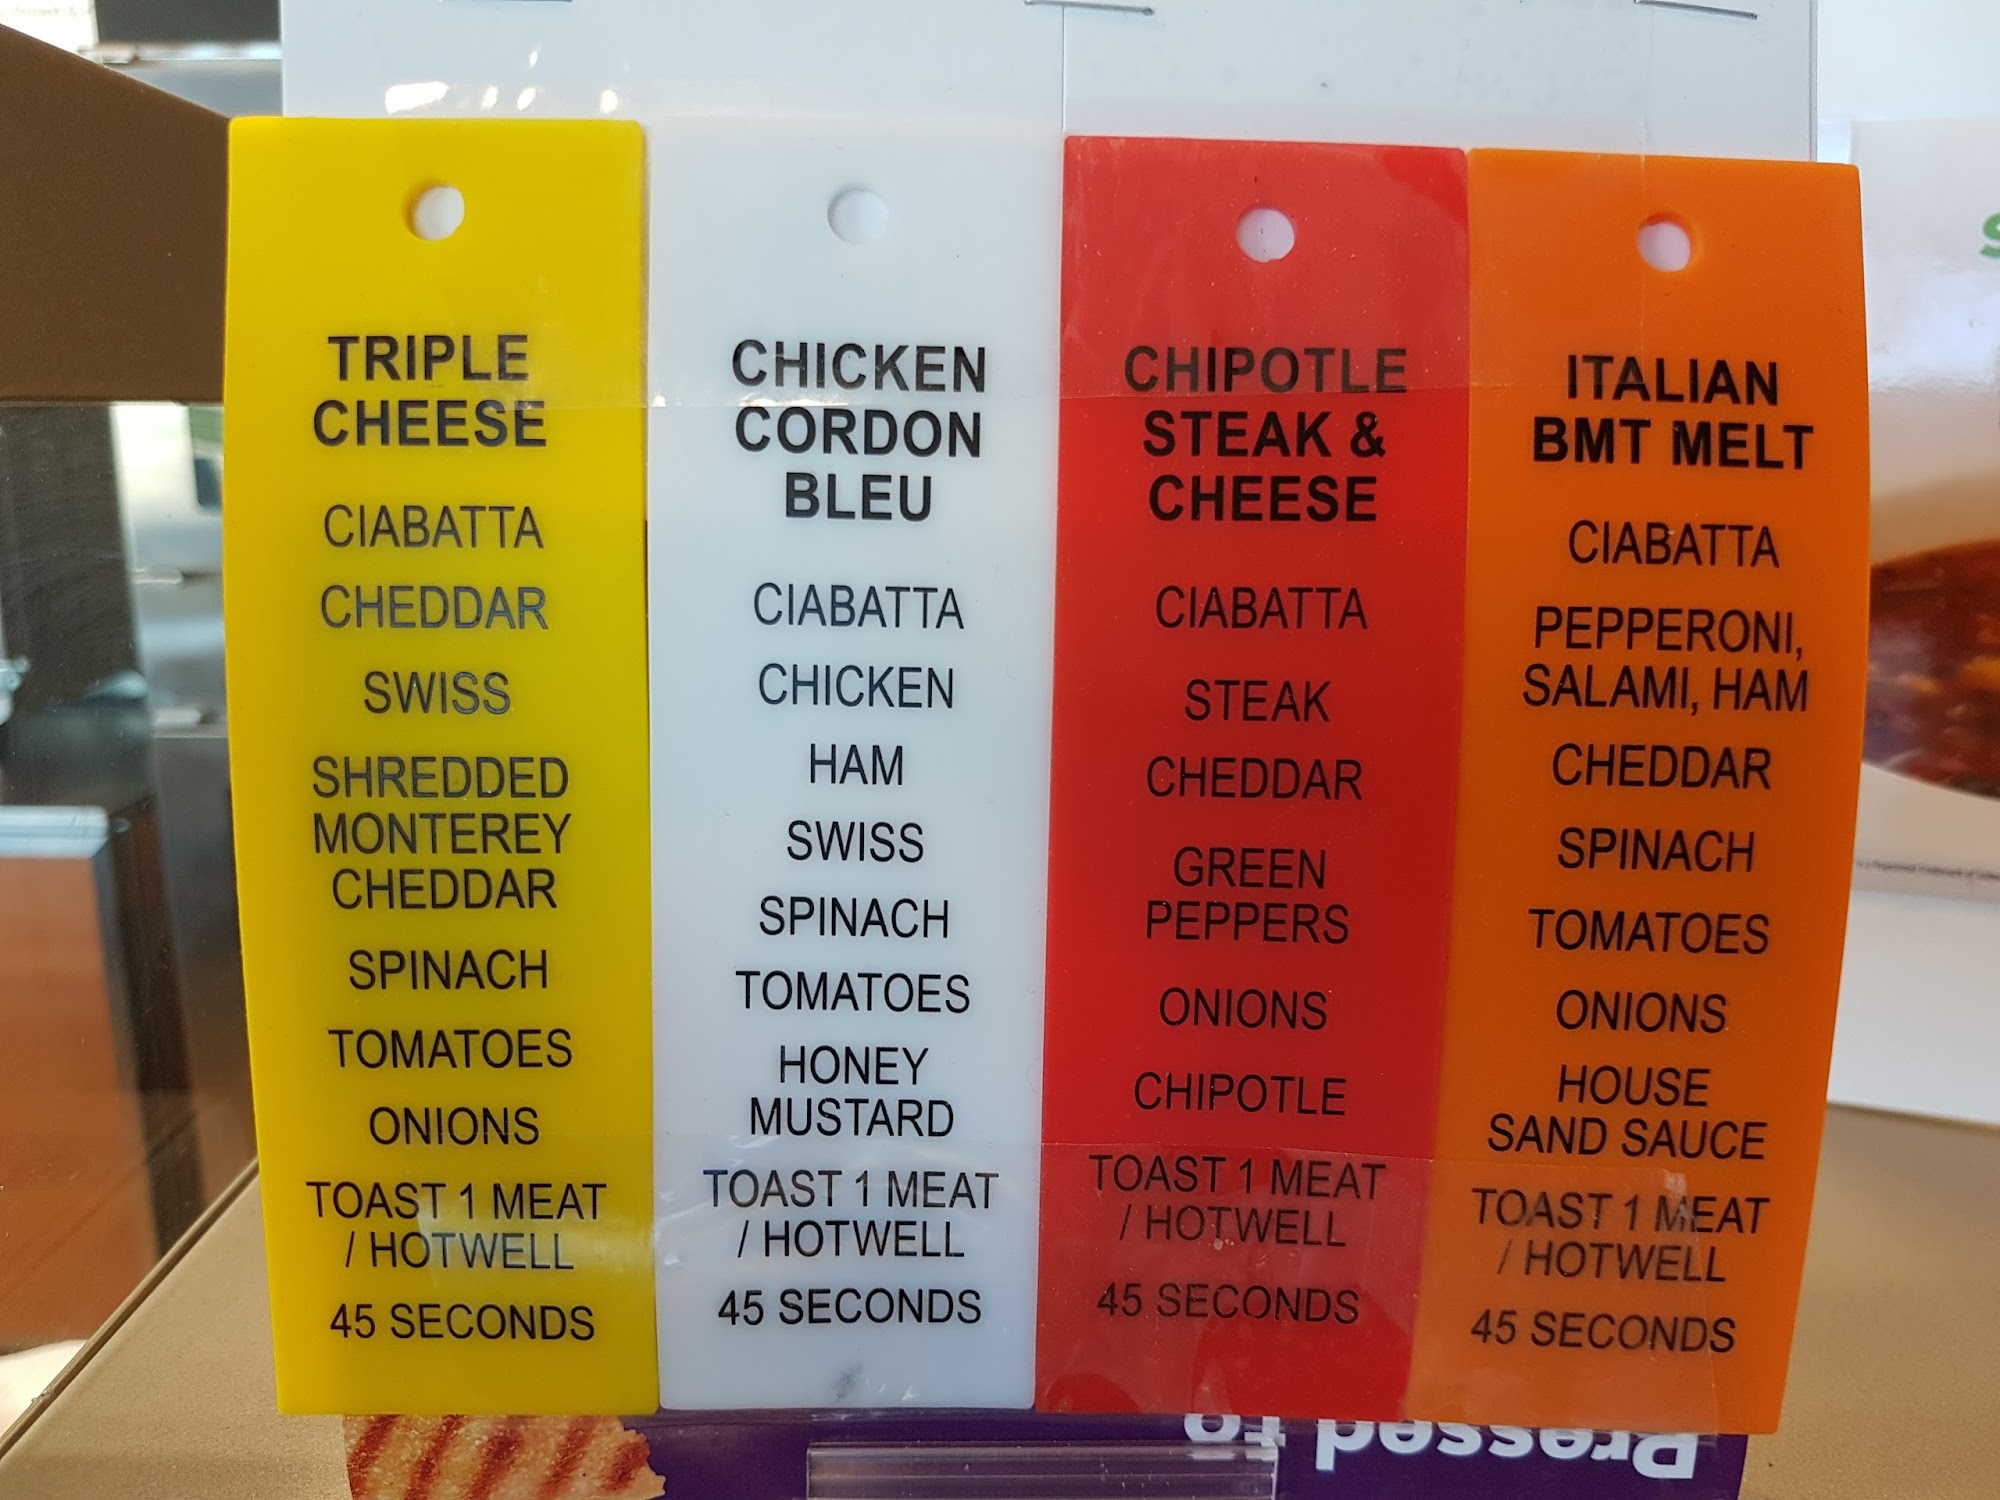 TRIPLE
CHEESE
CIABATTA
CHEDDAR
SWISS
SHREDDED
MONTEREY
CHEDDAR
SPINACH
TOMATOES
ONIONS
TOAST 1 MEAT
/ HOTWELL
45 SECONDS
CHICKEN
CORDON
BLEU
CIABATTA
CHICKEN
HAM
SWISS
SPINACH
TOMATOES
HONEY
MUSTARD
TOAST 1 MEAT
/ HOTWELL
45 SECONDS
CHIPOTLE
STEAK &
CHEESE
CIABATTA
STEAK
CHEDDAR
GREEN
PEPPERS
ONIONS
CHIPOTLE
TOAST 1 MEAT
/ HOTWELL
45 SECONDS
ITALIAN
BMT MELT
CIABATTA
PEPPERONI,
SALAMI, HAM
CHEDDAR
SPINACH
TOMATOES
ONIONS
HOUSE
SAND SAUCE
TOAST 1 MEAT
/ HOTWELL
45 SECONDS
Pressed to